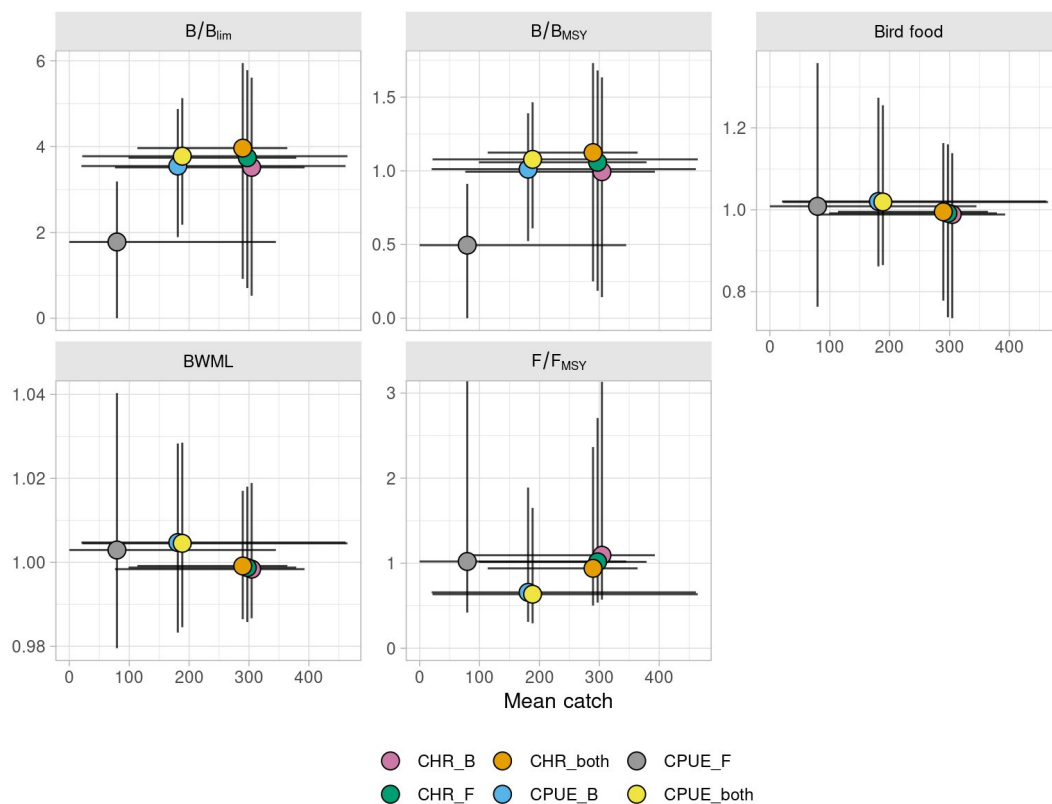 B/Blim B/BMSY Bird food
6
4
2
0
1.5
1.0
0.5
0.0
1.2
1.0
0.8
0 100 200 300 400
BWML F/FMSY
1.04
1.02
1.00
0.98
3
2
1
0
0 100 200 300 400 0 100 200 300 400
Mean catch
CHR_B CHR_both CPUE_F
CHR_F CPUE_B CPUE_both